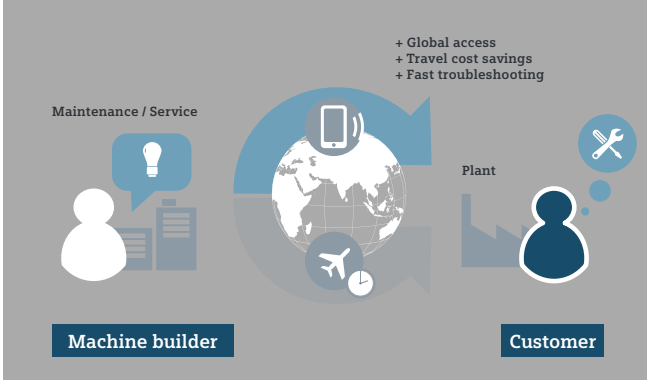 + Global access
+ Travel cost savings
+ Fast troubleshooting
Maintenance / Service
Plant
Machine builder
Customer